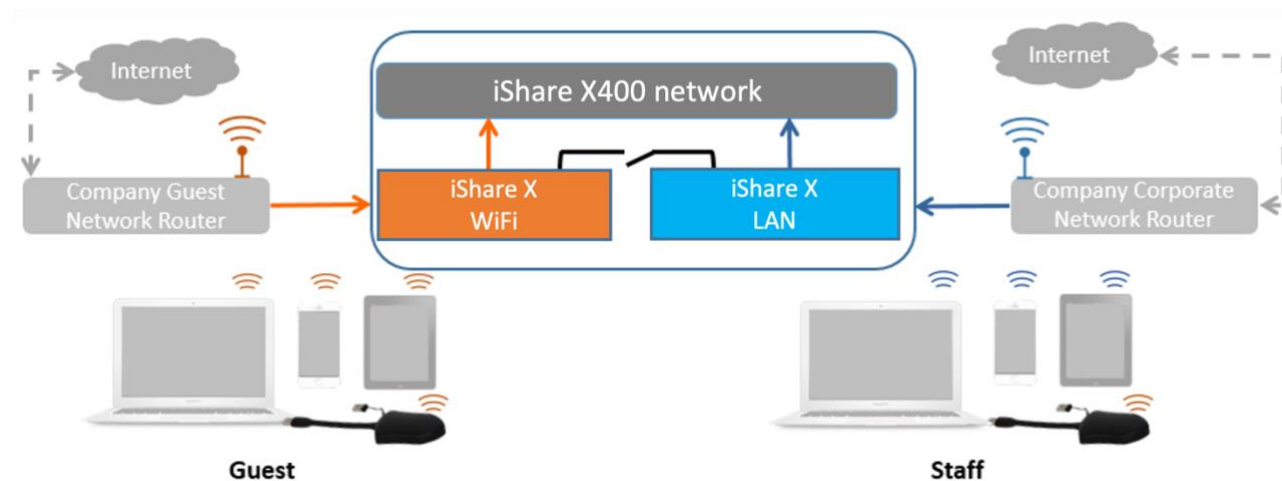 Internet
Internet
iShare X400 network
Company Guest
Network Router
iShare X
WiFi
iShare X
LAN
Company Corporate
Network Router
Guest
Staff